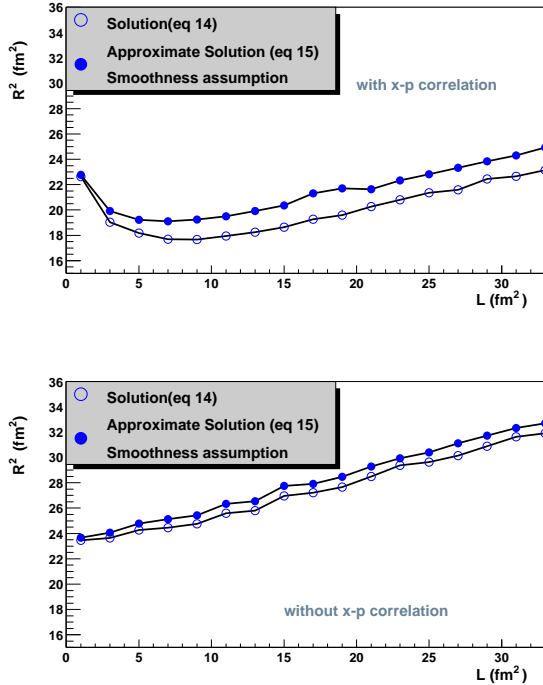 R² (fm²)
36
34
32
30
28
26
24
22
20
18
16
Solution(eq 14)
Approximate Solution (eq 15)
Smoothness assumption
with x-p correlation
0 5 10 15 20 25 30
L (fm²)
R² (fm²)
36
34
32
30
28
26
24
22
20
18
16
Solution(eq 14)
Approximate Solution (eq 15)
Smoothness assumption
without x-p correlation
0 5 10 15 20 25 30
L (fm²)